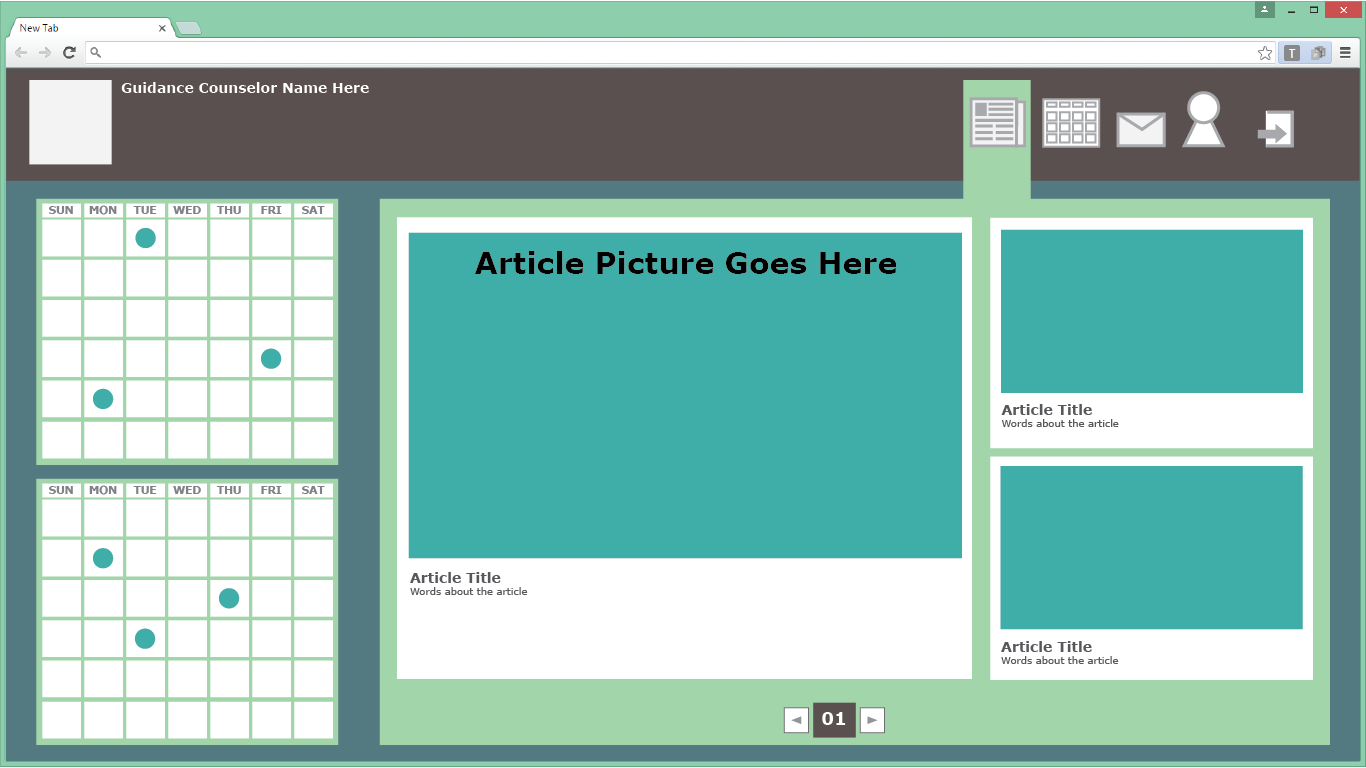 New Tab
T
Guidance Counselor Name Here
SUN MON TUE WED THU FRI SAT
SUN MON TUE WED THU FRI SAT
Article Picture Goes Here
Article Title
Words about the article
Article Title
Words about the article
Article Title
Words about the article
01